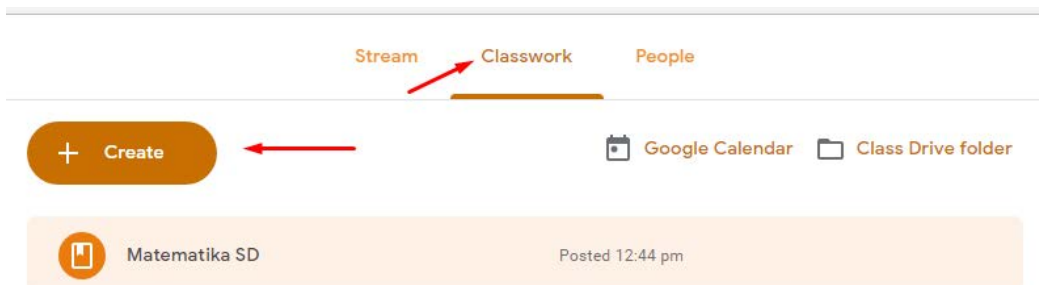 Stream Classwork People
+ Create Google Calendar Class Drive folder
Matematika SD Posted 12:44 pm